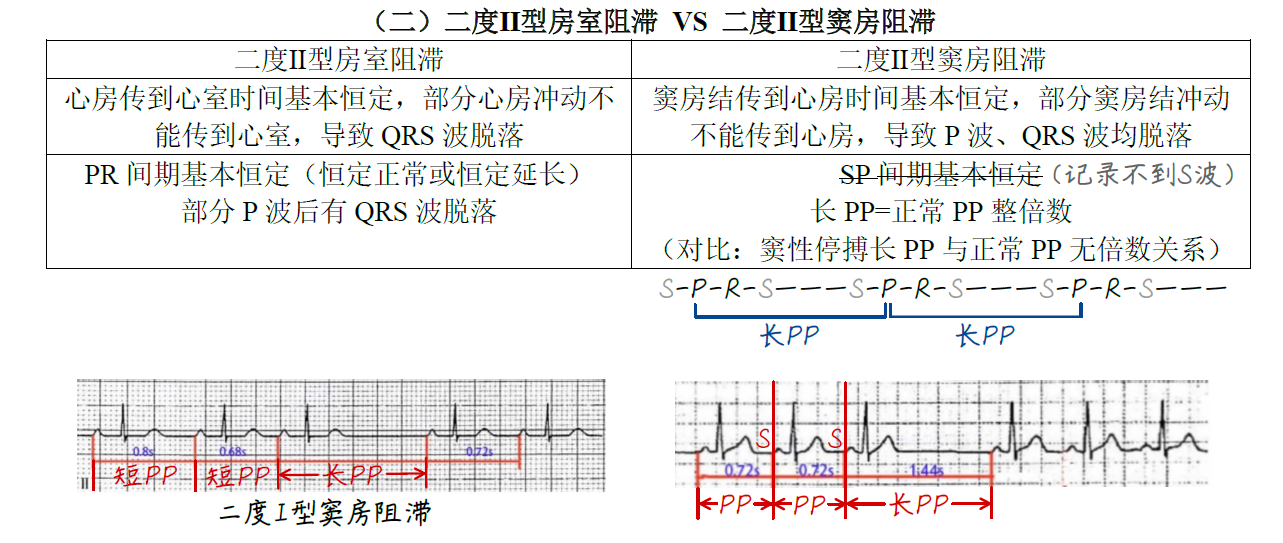 （二）二度II型房室阻滞 VS 二度II型窦房阻滞
二度II型房室阻滞
二度II型窦房阻滞
心房传到心室时间基本恒定，部分心房冲动不
能传到心室，导致 QRS 波脱落
窦房结传到心房时间基本恒定，部分窦房结冲动
不能传到心房，导致 P 波、QRS 波均脱落
PR 间期基本恒定（恒定正常或恒定延长）
部分 P 波后有 QRS 波脱落
SP 间期基本恒定（记录不到S波）
长 PP=正常 PP 整倍数
（对比：窦性停搏长 PP 与正常 PP 无倍数关系）
S-P-R-S———S-P-R-S———S-P-R-S———
长PP 长PP
0.8s 0.68s 0.72s
短PP 短PP 长PP
II
二度I型窦房阻滞
S S
0.72s 0.72s 1.44s
PP PP 长PP